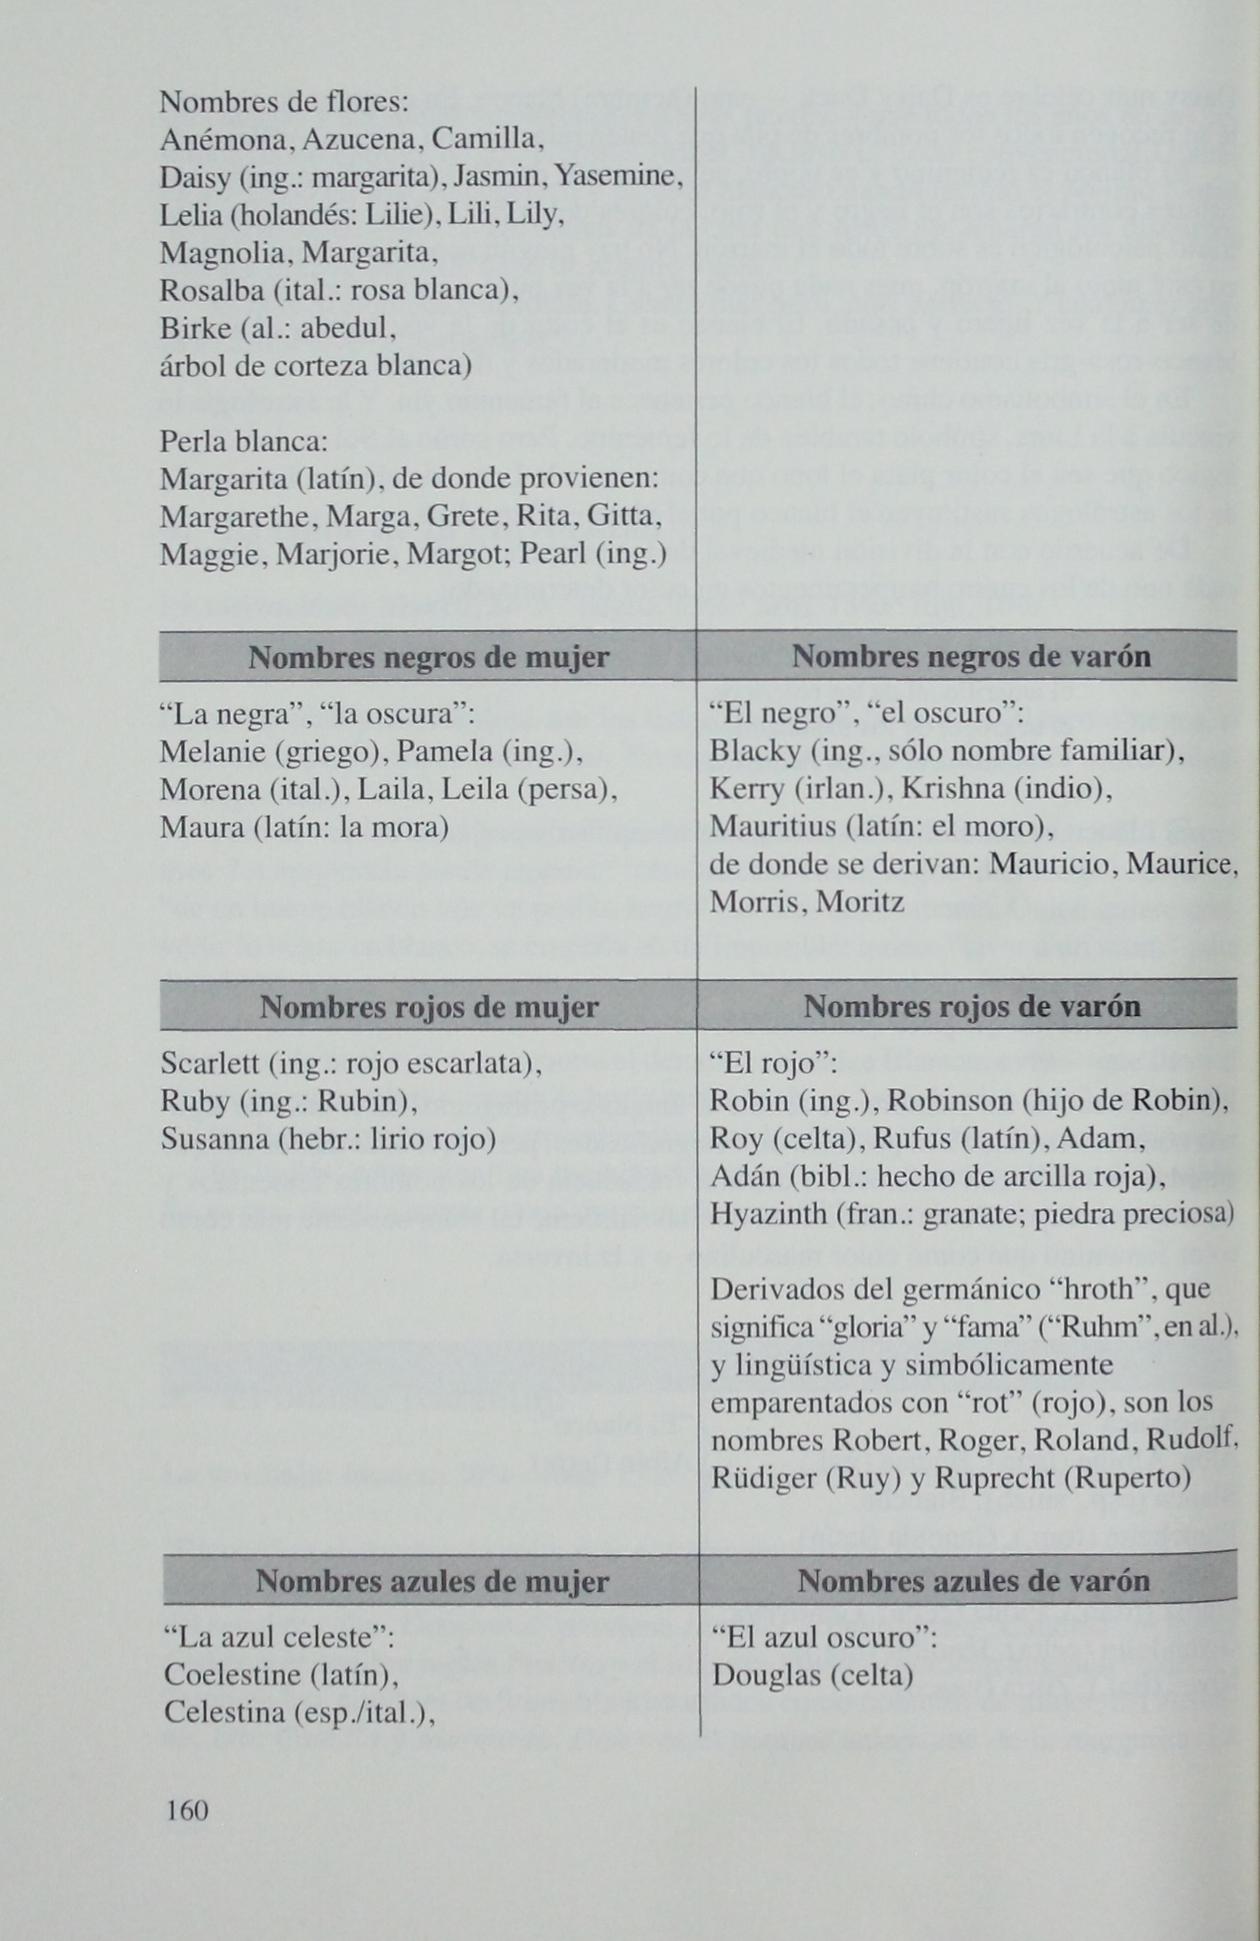 Nombres de flores:
Anémona, Azucena, Camilla,
Daisy (ing.: margarita), Jasmin, Yasemine,
Lelia (holandés: Lilie), Lili, Lily,
Magnolia, Margarita,
Rosalba (ital.: rosa blanca),
Birke (al.: abedul,
árbol de corteza blanca)
Perla blanca:
Margarita (latín), de donde provienen:
Margarethe, Marga, Grete, Rita, Gitta,
Maggie, Marjorie, Margot; Pearl (ing.)
Nombres negros de mujer
“La negra”, “la oscura”:
Melanie (griego), Pamela (ing.),
Morena (ital.), Laila, Leila (persa),
Maura (latín: la mora)
Nombres negros de varón
“El negro”, “el oscuro”:
Blacky (ing., sólo nombre familiar),
Kerry (irlan.), Krishna (indio),
Mauritius (latín: el moro),
de donde se derivan: Mauricio, Maurice,
Morris, Moritz
Nombres rojos de mujer
Scarlett (ing.: rojo escarlata),
Ruby (ing.: Rubin),
Susanna (hebr.: lirio rojo)
Nombres rojos de varón
“El rojo”:
Robin (ing.), Robinson (hijo de Robin),
Roy (celta), Rufus (latín), Adam,
Adán (bibl.: hecho de arcilla roja),
Hyazinth (fran.: granate; piedra preciosa)
Derivados del germánico “hroth”, que
significa “gloria” y “fama” (“Ruhm”, en al.),
y lingüística y simbólicamente
emparentados con “rot” (rojo), son los
nombres Robert, Roger, Roland, Rudolf,
Rüdiger (Ruy) y Ruprecht (Ruperto)
Nombres azules de mujer
“La azul celeste”:
Coelestine (latín),
Celestina (esp./ital.),
Nombres azules de varón
“El azul oscuro”:
Douglas (celta)
160